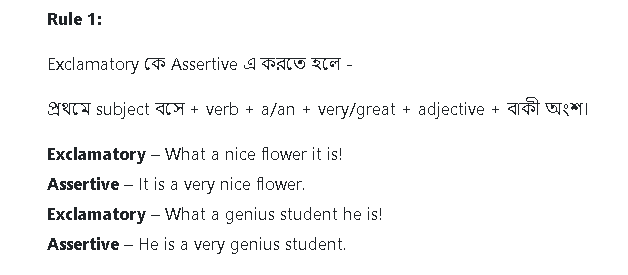 Rule 1:
Exclamatory কে Assertive এ করতে হলে -
প্রথমে subject বসে + verb + a/an + very/great + adjective + বাকী অংশ।
Exclamatory – What a nice flower it is!
Assertive – It is a very nice flower.
Exclamatory – What a genius student he is!
Assertive – He is a very genius student.